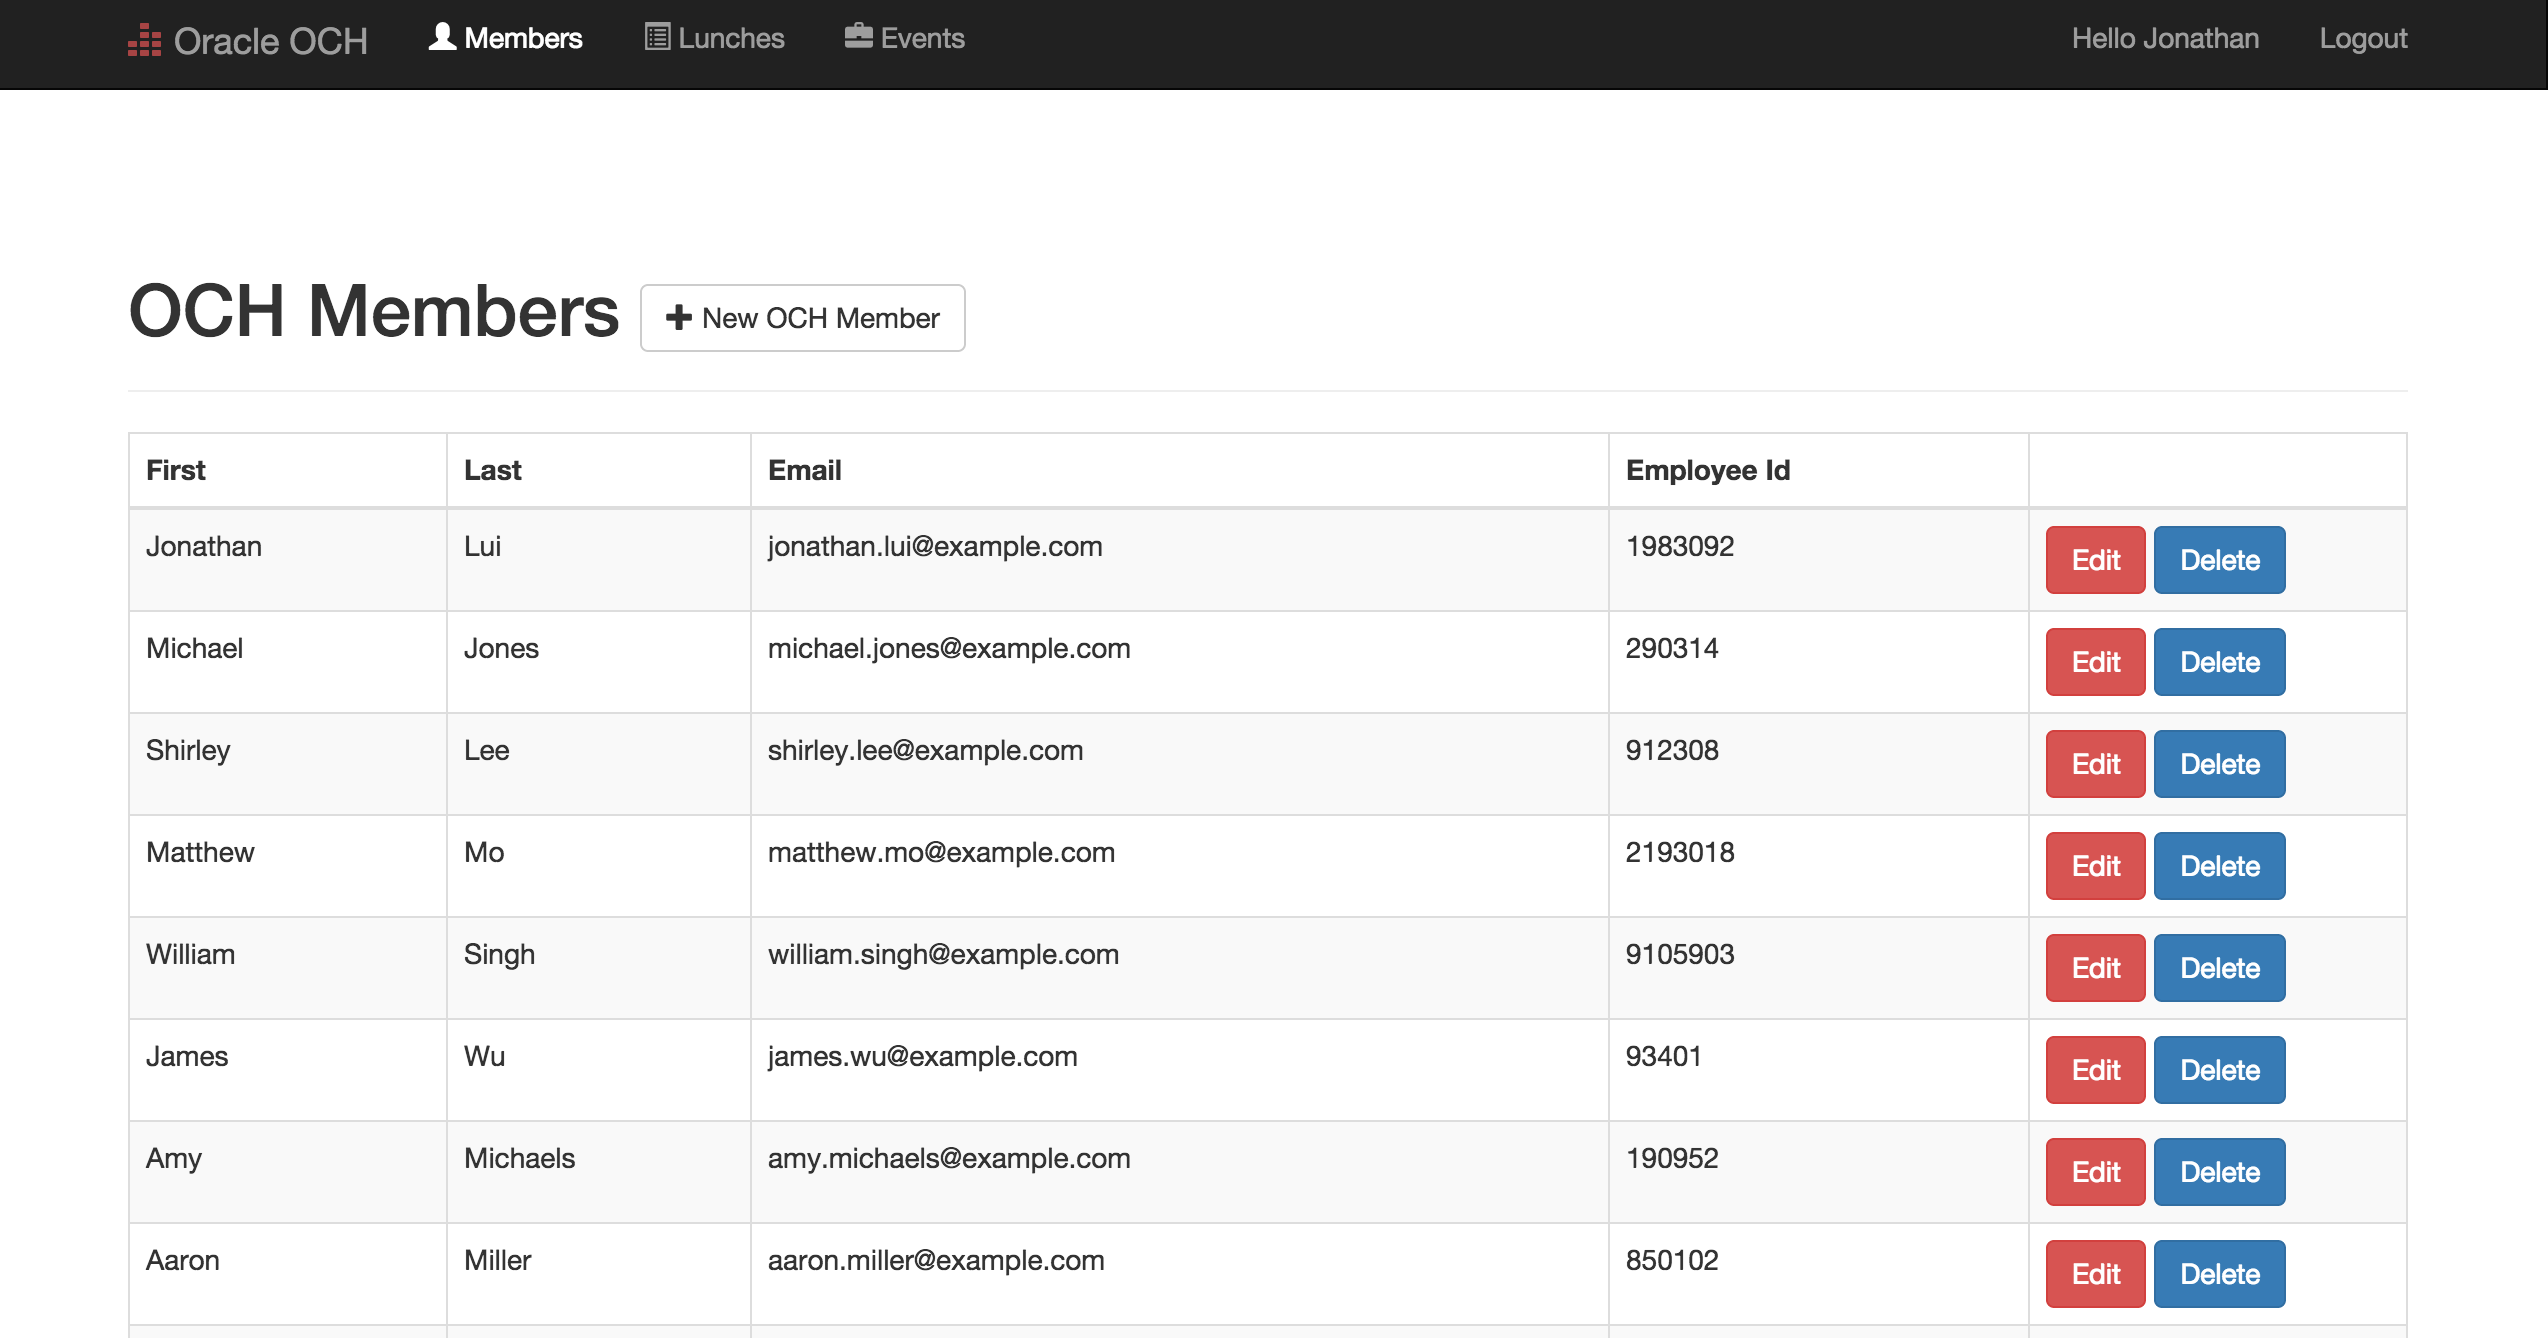 Oracle OCH Members Lunches Events Hello Jonathan Logout
OCH Members New OCH Member
First Last Email Employee Id
Jonathan Lui jonathan.lui@example.com 1983092 Edit Delete
Michael Jones michael.jones@example.com 290314 Edit Delete
Shirley Lee shirley.lee@example.com 912308 Edit Delete
Matthew Mo matthew.mo@example.com 2193018 Edit Delete
William Singh william.singh@example.com 9105903 Edit Delete
James Wu james.wu@example.com 93401 Edit Delete
Amy Michaels amy.michaels@example.com 190952 Edit Delete
Aaron Miller aaron.miller@example.com 850102 Edit Delete